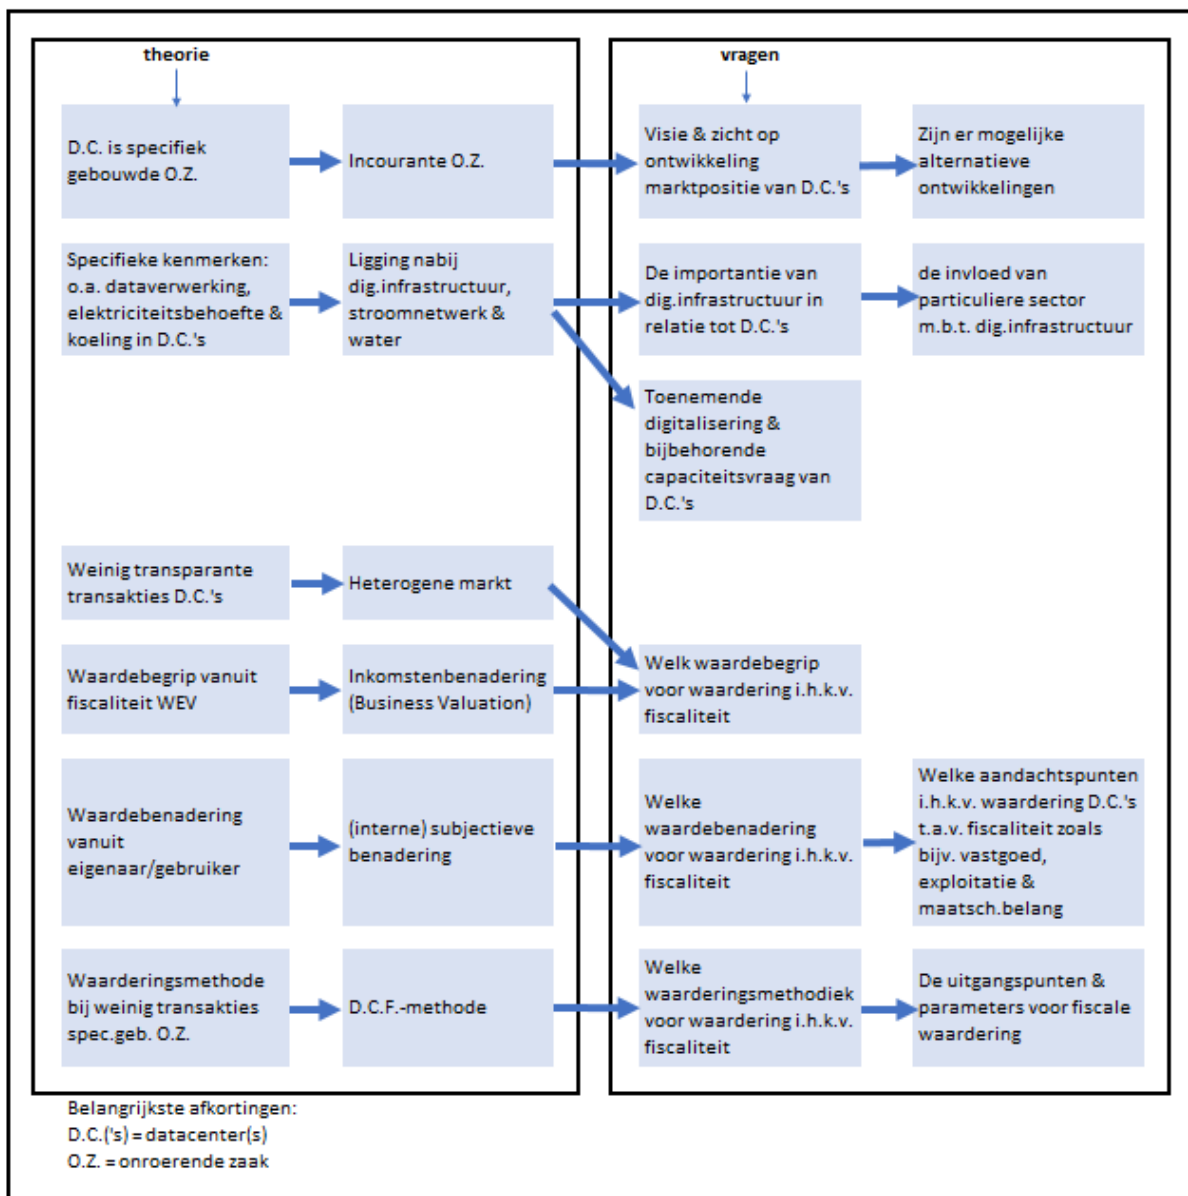 theorie
D.C. is specifiek
gebouwde O.Z.
Incourante O.Z.
Specifieke kenmerken:
o.a. dataverwerking,
elektriciteitsbehoefte &
koeling in D.C.'s
Ligging nabij
dig.infrastructuur,
stroomnetwerk &
water
Weinig transparante
transakties D.C.'s
Heterogene markt
Waardebegrip vanuit
fiscaliteit WEV
Inkomstenbenadering
(Business Valuation)
Waardebenadering
vanuit
eigenaar/gebruiker
(interne) subjectieve
benadering
Waarderingsmethode
bij weinig transakties
spec.geb. O.Z.
D.C.F.-methode
vragen
Visie & zicht op
ontwikkeling
marktpositie van D.C.'s
Zijn er mogelijke
alternatieve
ontwikkelingen
De importantie van
dig.infrastructuur in
relatie tot D.C.'s
de invloed van
particuliere sector
m.b.t. dig.infrastructuur
Toenemende
digitalisering &
bijbehorende
capaciteitsvraag van
D.C.'s
Welk waardebegrip
voor waardering i.h.k.v.
fiscaliteit
Welke
waardebenadering
voor waardering i.h.k.v.
fiscaliteit
Welke aandachtspunten
i.h.k.v. waardering D.C.'s
t.a.v. fiscaliteit zoals
bijv. vastgoed,
exploitatie &
maatsch.belang
Welke
waarderingsmethodiek
voor waardering i.h.k.v.
fiscaliteit
De uitgangspunten &
parameters voor fiscale
waardering
Belangrijkste afkortingen:
D.C.('s) = datacenter(s)
O.Z. = onroerende zaak